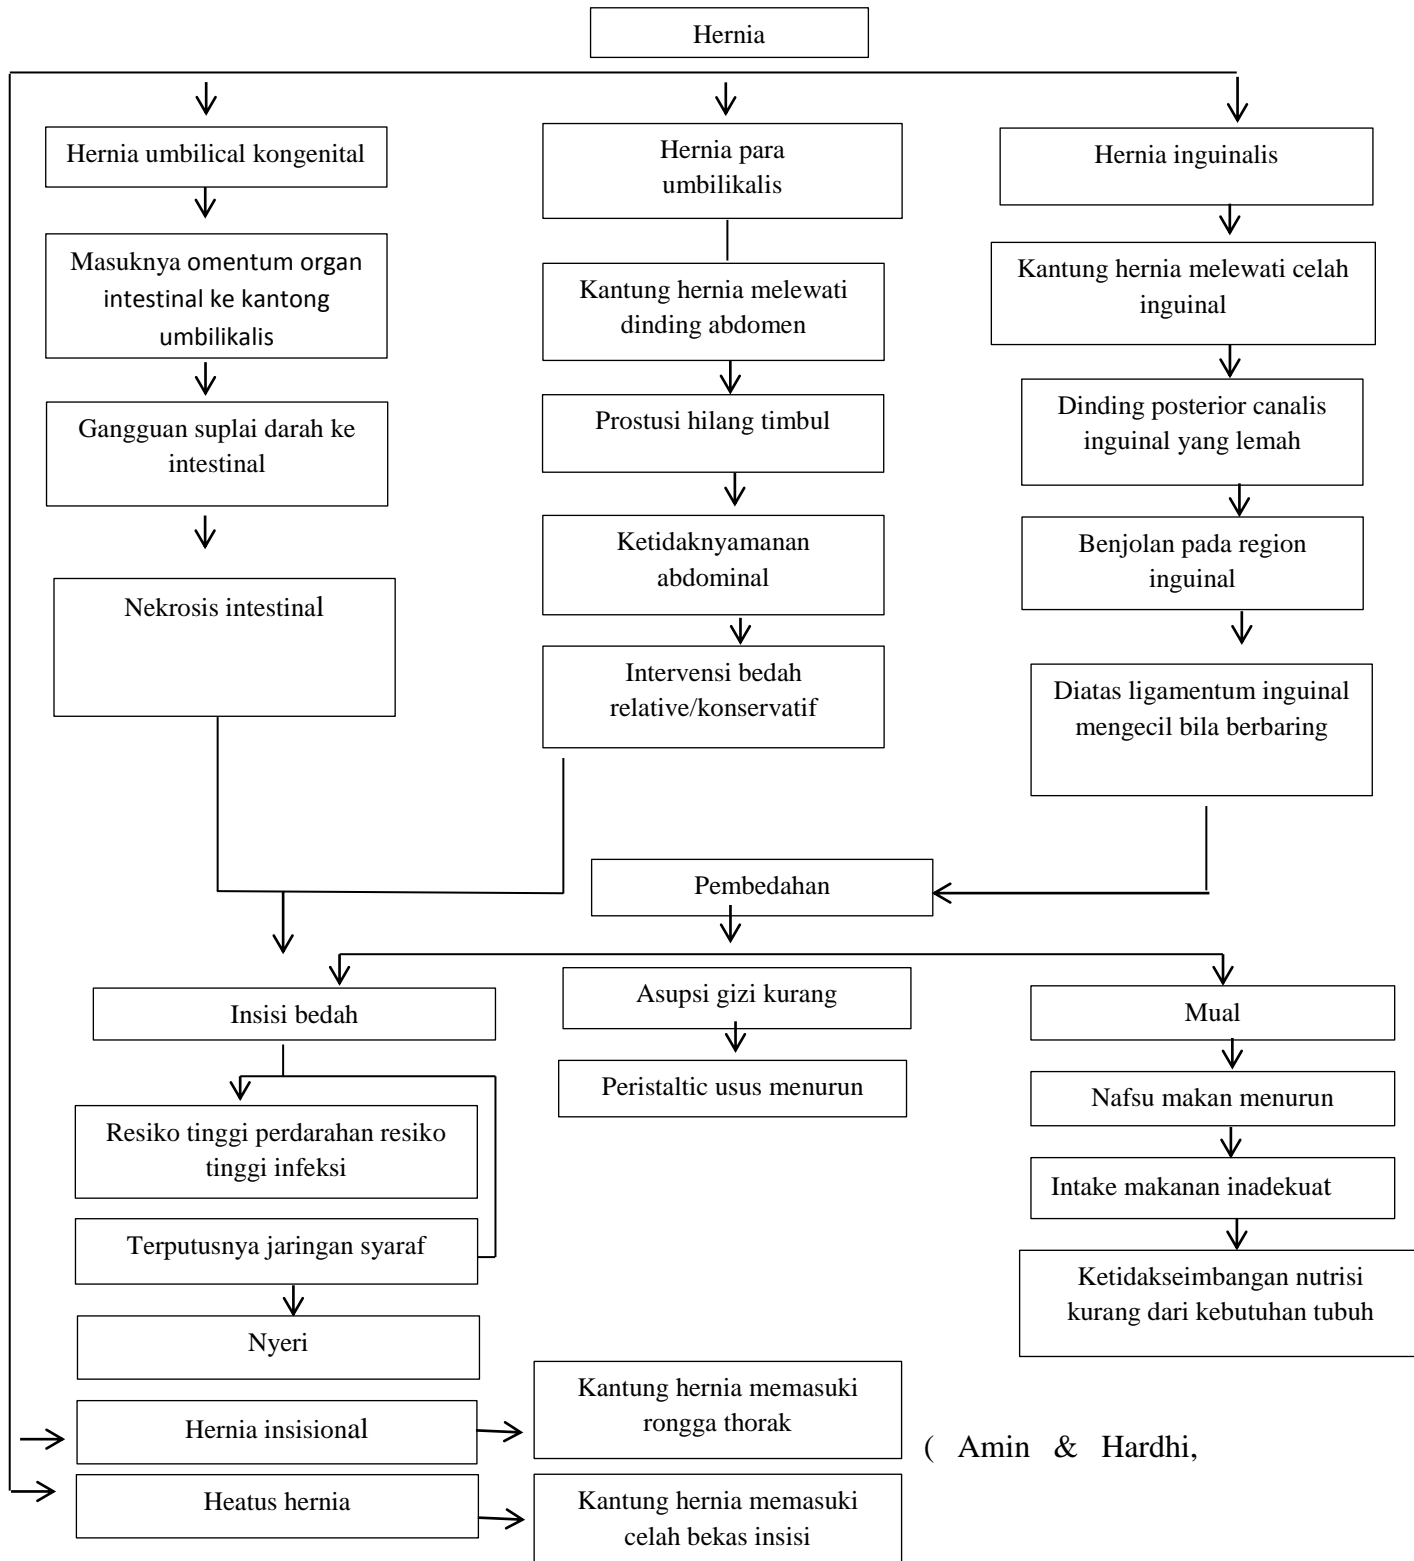 Hernia
Hernia umbilical kongenital
Hernia para
umbilikalis
Hernia inguinalis
Masuknya omentum organ
intestinal ke kantong
umbilikalis
Kantung hernia melewati
dinding abdomen
Kantung hernia melewati celah
inguinal
Gangguan suplai darah ke
intestinal
Prostusi hilang timbul
Dinding posterior canalis
inguinal yang lemah
Nekrosis intestinal
Ketidaknyamanan
abdominal
Benjolan pada region
inguinal
Intervensi bedah
relative/konservatif
Diatas ligamentum inguinal
mengecil bila berbaring
Pembedahan
Insisi bedah
Asupsi gizi kurang
Mual
Peristaltic usus menurun
Nafsu makan menurun
Resiko tinggi perdarahan resiko
tinggi infeksi
Intake makanan inadekuat
Terputusnya jaringan syaraf
Ketidakseimbangan nutrisi
kurang dari kebutuhan tubuh
Nyeri
Hernia insisional
Kantung hernia memasuki
rongga thorak
( Amin & Hardhi,
Heatus hernia
Kantung hernia memasuki
celah bekas insisi